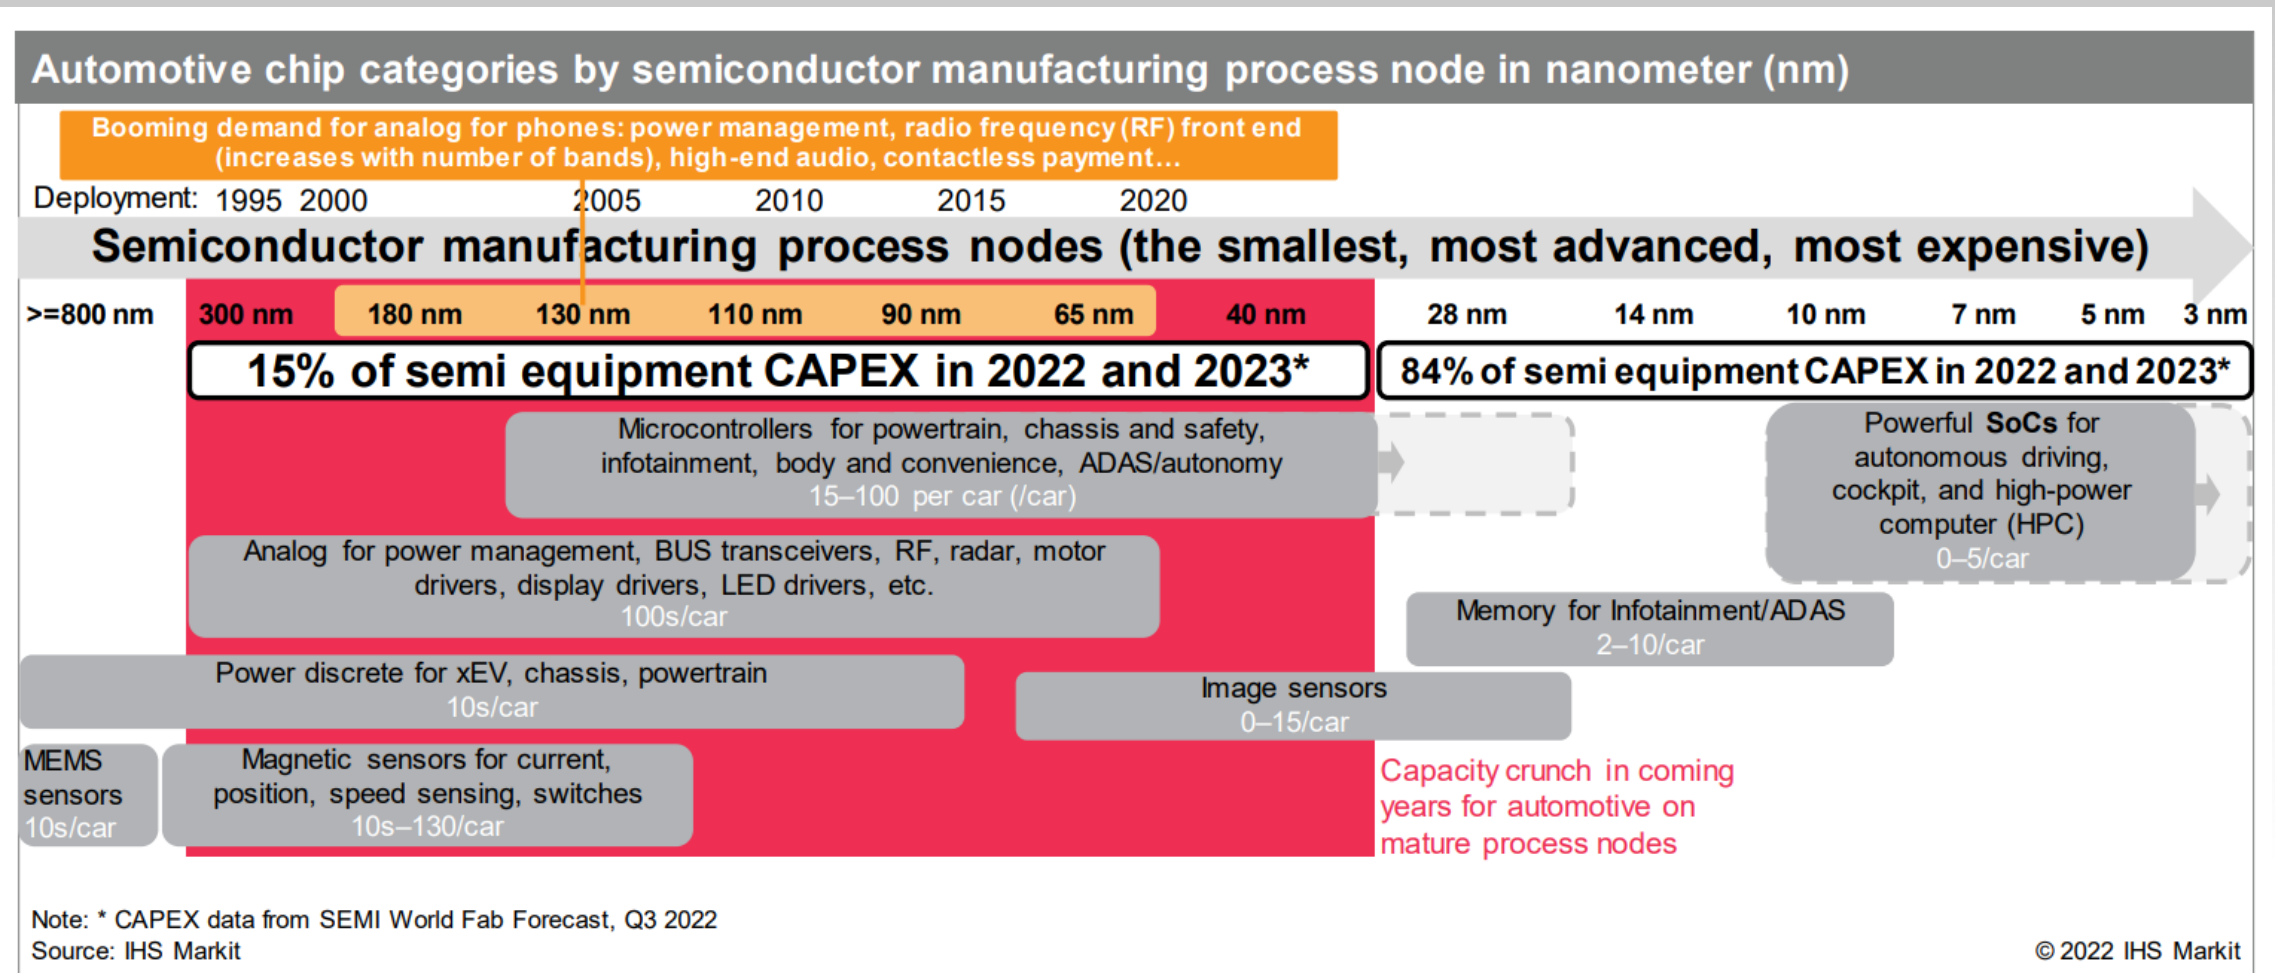 Automotive chip categories by semiconductor manufacturing process node in nanometer (nm)
Booming demand for analog for phones: power management, radio frequency (RF) front end
(increases with number of bands), high-end audio, contactless payment…
Deployment: 1995 2000 2005 2010 2015 2020
Semiconductor manufacturing process nodes (the smallest, most advanced, most expensive)
>=800 nm 300 nm 180 nm 130 nm 110 nm 90 nm 65 nm 40 nm 28 nm 14 nm 10 nm 7 nm 5 nm 3 nm
15% of semi equipment CAPEX in 2022 and 2023*
84% of semi equipment CAPEX in 2022 and 2023*
Microcontrollers for powertrain, chassis and safety,
infotainment, body and convenience, ADAS/autonomy
15–100 per car (/car)
Powerful SoCs for
autonomous driving,
cockpit, and high-power
computer (HPC)
0–5/car
Analog for power management, BUS transceivers, RF, radar, motor
drivers, display drivers, LED drivers, etc.
100s/car
Memory for Infotainment/ADAS
2–10/car
Power discrete for xEV, chassis, powertrain
10s/car
Image sensors
0–15/car
MEMS
sensors
10s/car
Magnetic sensors for current,
position, speed sensing, switches
10s–130/car
Capacity crunch in coming
years for automotive on
mature process nodes
Note: * CAPEX data from SEMI World Fab Forecast, Q3 2022
Source: IHS Markit
© 2022 IHS Markit